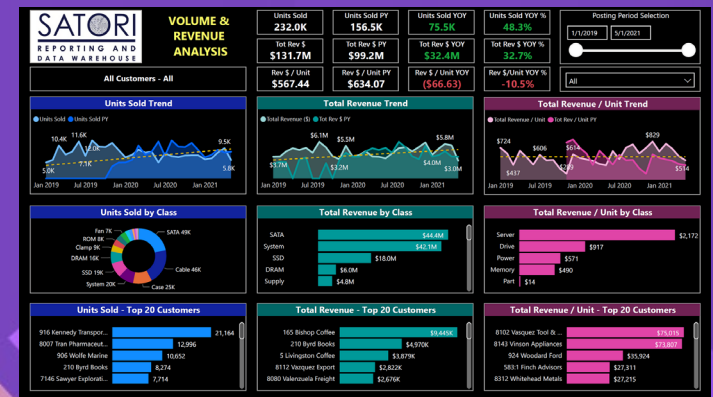 SATORI
REPORTING AND
DATA WAREHOUSE
VOLUME &
REVENUE
ANALYSIS
Units Sold
232.0K
Units Sold PY
156.5K
Units Sold YOY
75.5K
Units Sold YOY %
48.3%
Tot Rev $
$131.7M
Tot Rev $ PY
$99.2M
Tot Rev $ YOY
$32.4M
Tot Rev $ YOY %
32.7%
Rev $ / Unit
$567.44
Rev $ / Unit PY
$634.07
Rev $ / Unit YOY
($66.63)
Rev $/Unit YOY %
-10.5%
Posting Period Selection
1/1/2019
5/1/2021
All
All Customers - All
Units Sold Trend
Units Sold Units Sold PY
10.4K 11.6K
12.0K
9.5K
5.0K
1.1K
5.8K
Jan 2019 Jul 2019 Jan 2020 Jul 2020 Jan 2021
Total Revenue Trend
Total Revenue ($) Tot Rev $ PY
$6.1M
$5.5M
$5.8M
$3.7M
$3.2M
$4.0M
$3.0M
Jan 2019 Jul 2019 Jan 2020 Jul 2020 Jan 2021
Total Revenue / Unit Trend
Total Rev / Unit Tot Rev / Unit PY
$724
$606
$614
$829
$437
$514
Jan 2019 Jul 2019 Jan 2020 Jul 2020 Jan 2021
Units Sold by Class
Fan 7K
ROM 8K
Clamp 9K
DRAM 16K
SSD 19K
System 20K
Case 25K
Cable 46K
SATA 49K
Total Revenue by Class
SATA $44.4M
System $42.1M
SSD $18.0M
DRAM $6.0M
Supply $4.8M
Total Revenue / Unit by Class
Server $2,172
Drive $917
Power $571
Memory $490
Part $14
Units Sold - Top 20 Customers
916 Kennedy Transpor... 21,164
8007 Tran Pharmaceut... 12,996
906 Wolfe Marine 10,652
210 Byrd Books 8,274
7146 Sawyer Explorati... 7,714
Total Revenue - Top 20 Customers
165 Bishop Coffee $9,445K
210 Byrd Books $4,970K
5 Livingston Coffee $3,879K
8112 Vazquez Export $2,822K
8080 Valenzuela Freight $2,676K
Total Revenue / Unit - Top 20 Customers
8102 Vasquez Tool & ... $75,015
8143 Vinson Appliances $73,807
924 Woodard Ford $35,924
583:1 Finch Advisors $27,311
8312 Whitehead Metals $27,215